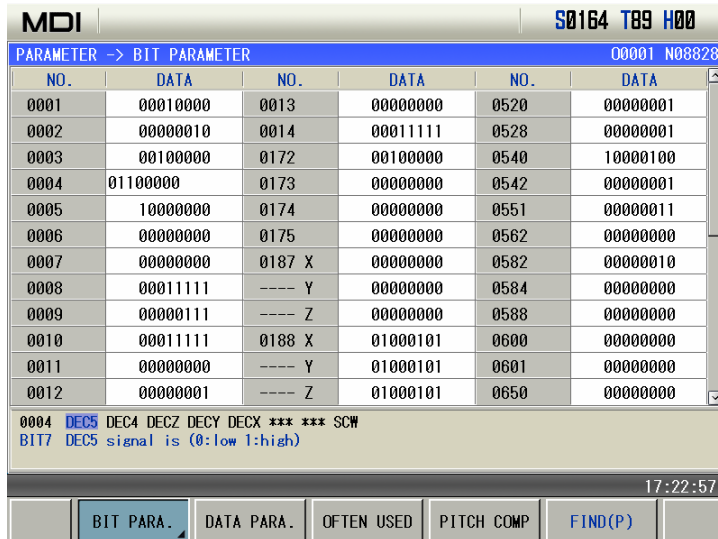 MDI S0164 T89 H00
PARAMETER -> BIT PARAMETER O0001 N08828
NO. DATA NO. DATA NO. DATA
0001 00010000 0013 00000000 0520 00000001
0002 00000010 0014 00011111 0528 00000001
0003 00100000 0172 00100000 0540 10000100
0004 01100000 0173 00000000 0542 00000001
0005 10000000 0174 00000000 0551 00000011
0006 00000000 0175 00000000 0562 00000000
0007 00000000 0187 X 00000000 0582 00000010
0008 00011111 ---- Y 00000000 0584 00000000
0009 00000111 ---- Z 00000000 0588 00000000
0010 00011111 0188 X 01000101 0600 00000000
0011 00000000 ---- Y 01000101 0601 00000000
0012 00000001 ---- Z 01000101 0650 00000000
0004 DEC5 DEC4 DECZ DECY DECX *** *** SCW
BIT7 DEC5 signal is (0:low 1:high)
17:22:57
BIT PARA. DATA PARA. OFTEN USED PITCH COMP FIND(P)